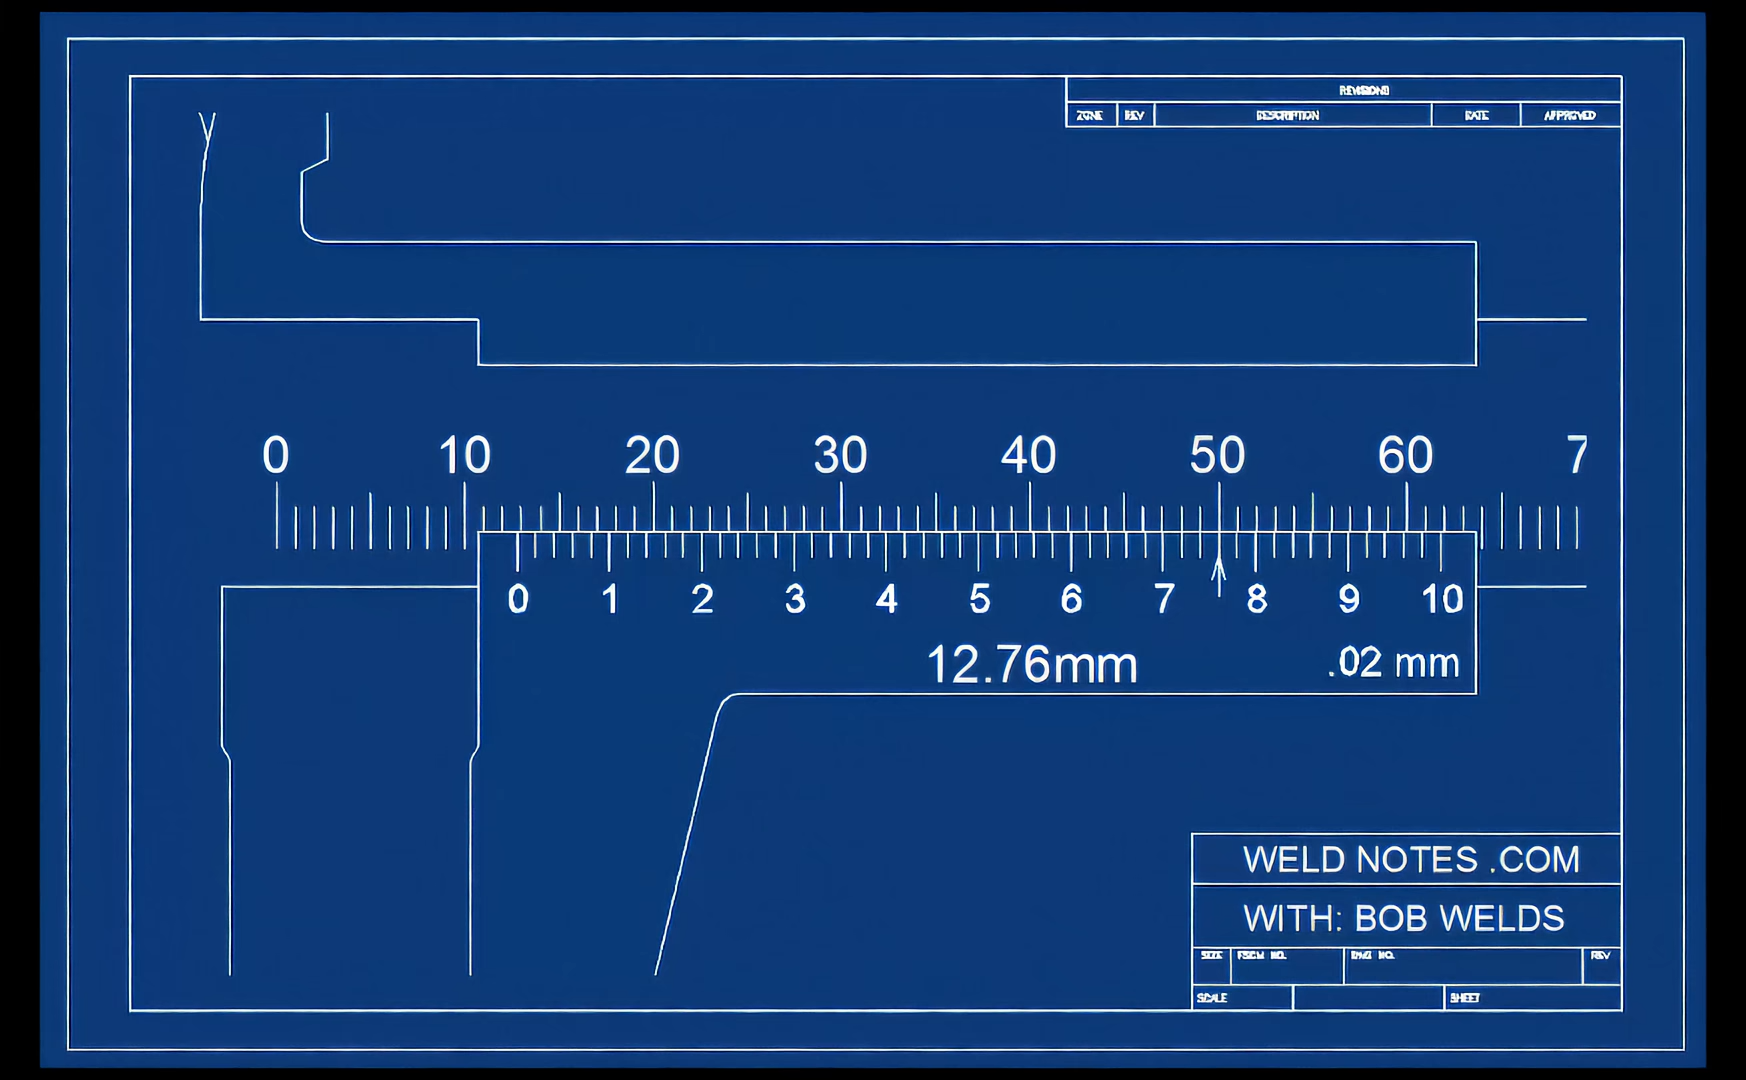 REVISIONS
ZONE REV DESCRIPTION DATE APPROVED
0 10 20 30 40 50 60 7
0 1 2 3 4 5 6 7 8 9 10
12.76mm .02 mm
WELD NOTES .COM
WITH: BOB WELDS
SIZE FSCM NO. DWG NO. REV
SCALE SHEET